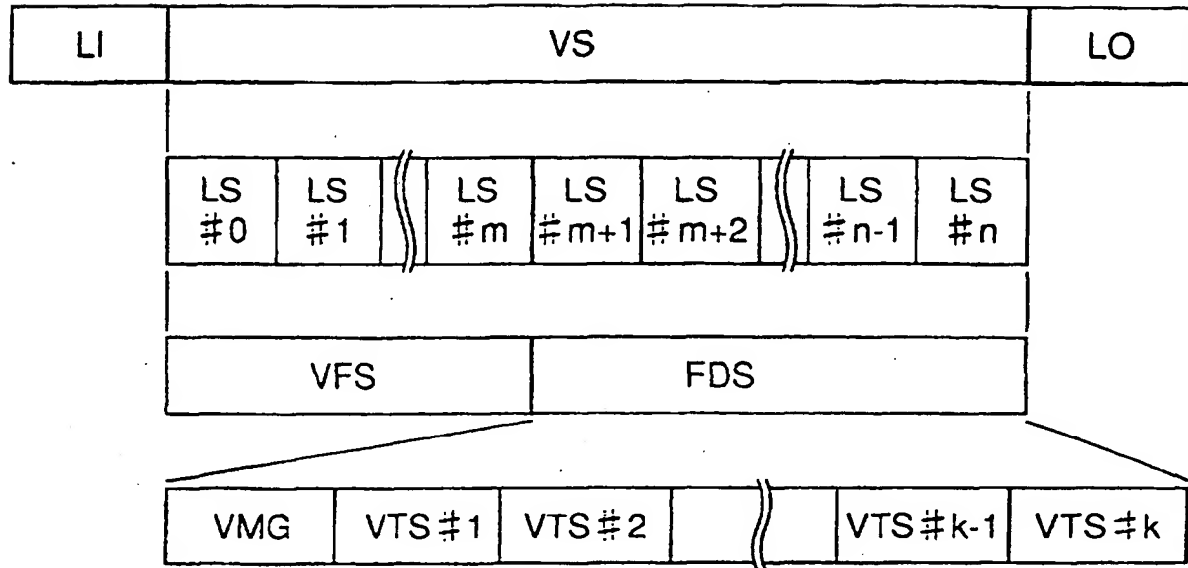 LI VS LO
LS #0 LS #1 LS #m LS #m+1 LS #m+2 LS #n-1 LS #n
VFS FDS
VMG VTS#1 VTS#2 VTS#k-1 VTS#k